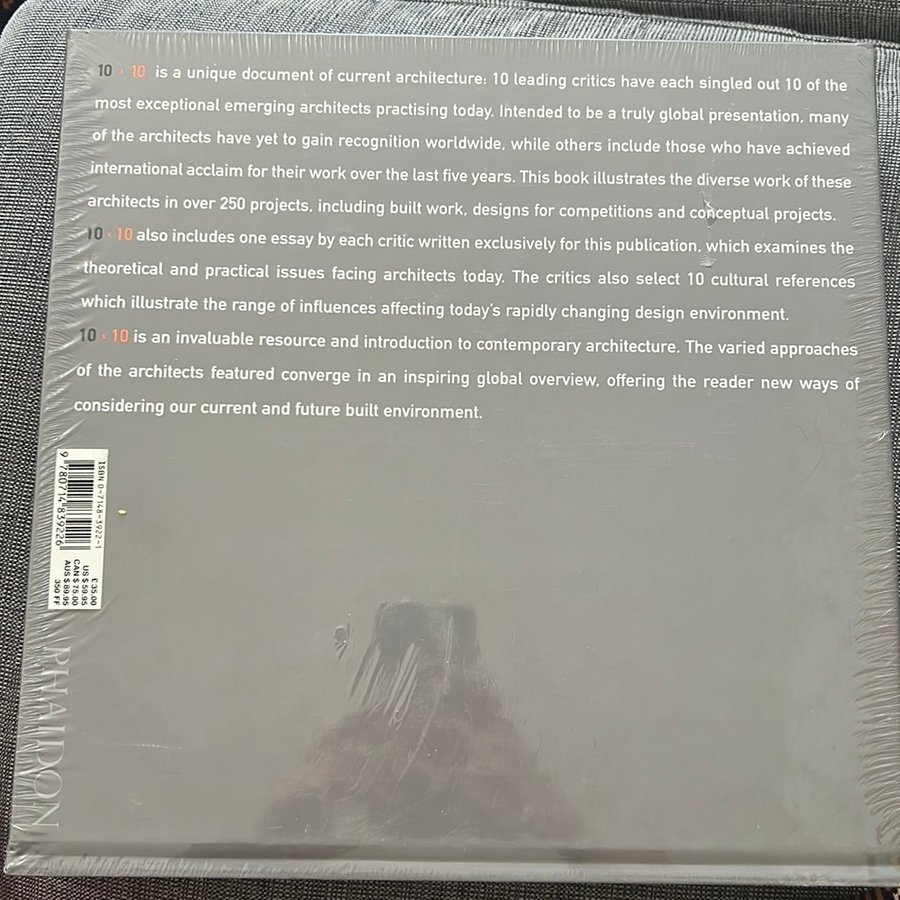 10 × 10 is a unique document of current architecture: 10 leading critics have each singled out 10 of the
most exceptional emerging architects practising today. Intended to be a truly global presentation, many
of the architects have yet to gain recognition worldwide, while others include those who have achieved
international acclaim for their work over the last five years. This book illustrates the diverse work of these
architects in over 250 projects, including built work, designs for competitions and conceptual projects.
10 × 10 also includes one essay by each critic written exclusively for this publication, which examines the
theoretical and practical issues facing architects today. The critics also select 10 cultural references
which illustrate the range of influences affecting today's rapidly changing design environment.
10 × 10 is an invaluable resource and introduction to contemporary architecture. The varied approaches
of the architects featured converge in an inspiring global overview, offering the reader new ways of
considering our current and future built environment.
ISBN 0-7148-3922-1
9 780714 839226
£ 35.00
US $ 59.95
CAN $ 75.00
AUS $ 89.95
350 FF
PHAIDON